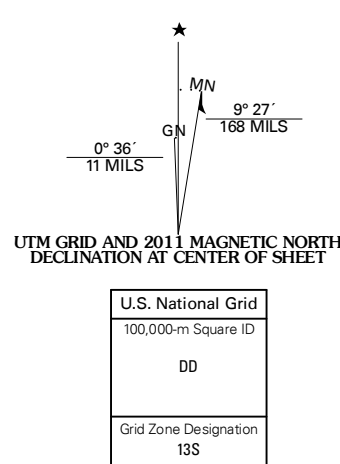 ★
MN
GN
9° 27´
168 MILS
0° 36´
11 MILS
UTM GRID AND 2011 MAGNETIC NORTH
DECLINATION AT CENTER OF SHEET
U.S. National Grid
100,000-m Square ID
DD
Grid Zone Designation
13S